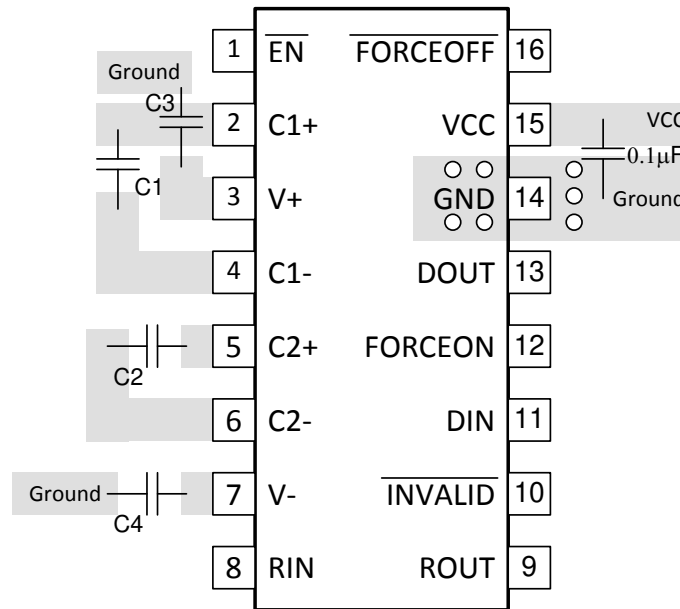 1 EN FORCEOFF 16
Ground
C3
2 C1+ VCC 15 VCC
C1 0.1µF
3 V+ GND 14 Ground
4 C1- DOUT 13
5 C2+ FORCEON 12
C2
6 C2- DIN 11
Ground 7 V- INVALID 10
C4
8 RIN ROUT 9